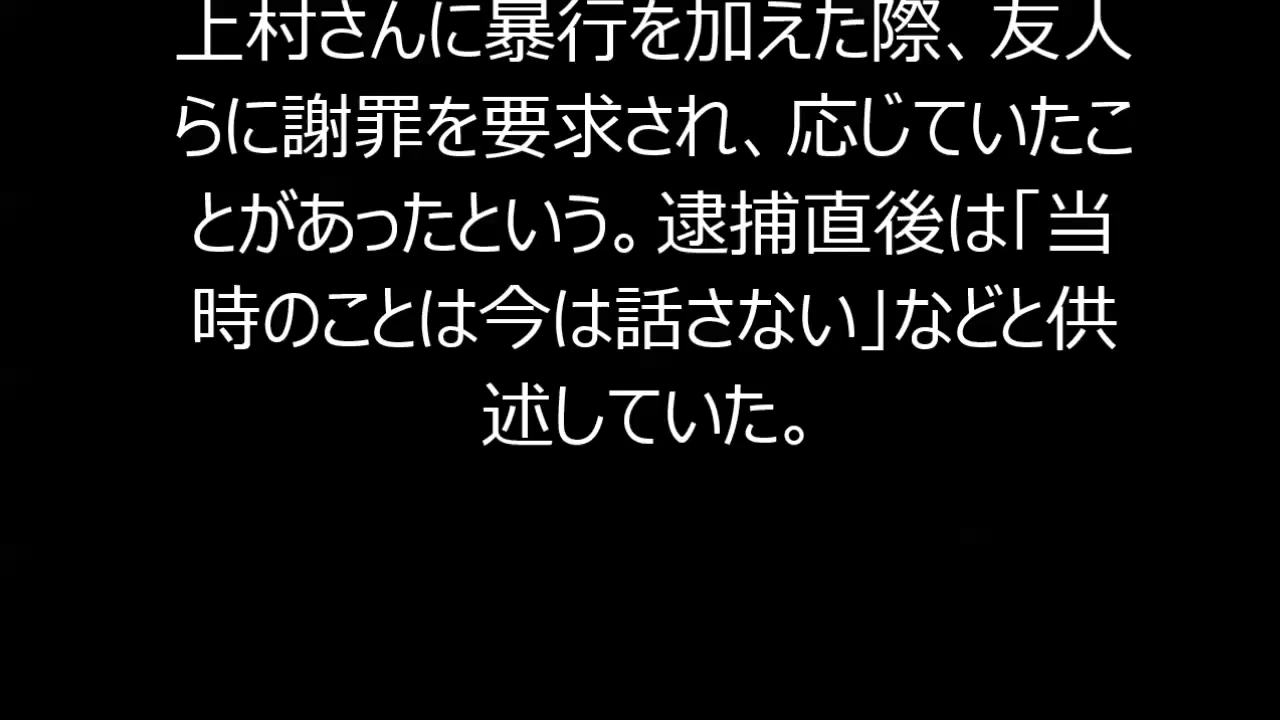 上村さんに暴行を加えた際、友人
らに謝罪を要求され、応じていたこ
とがあったという。逮捕直後は「当
時のことは今は話さない」などと供
述していた。